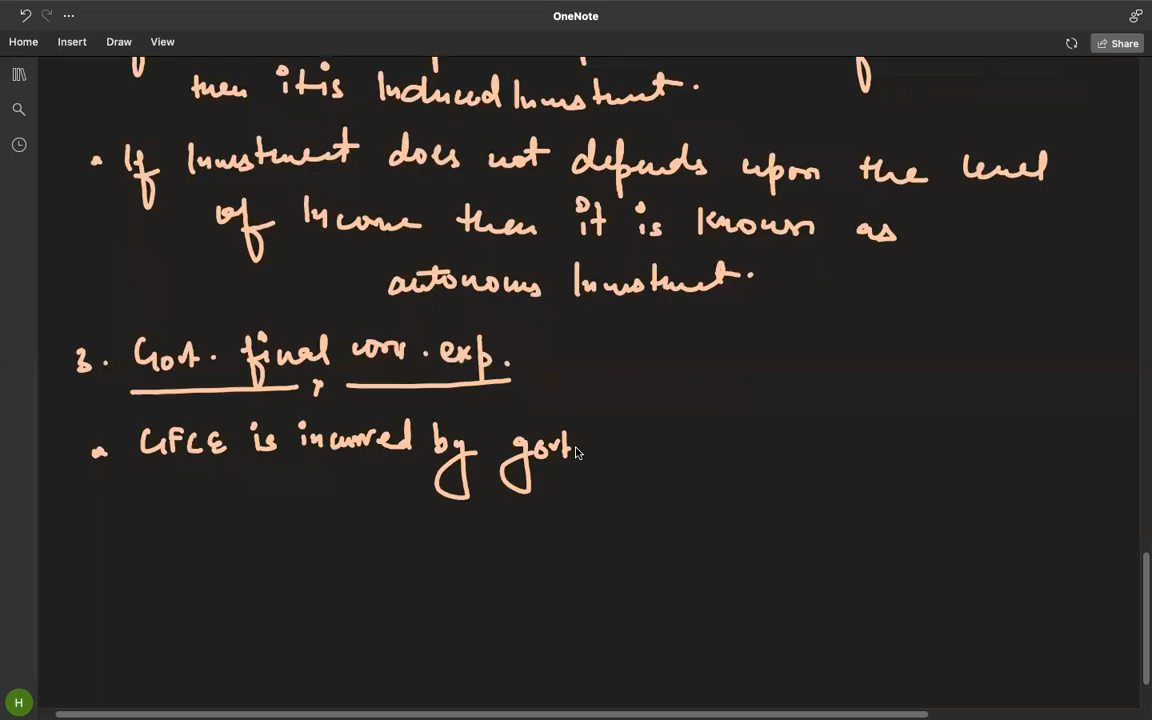 OneNote
Home Insert Draw View
Share
then it is Induced Investment.
• If Investment does not depends upon the level
of Income then it is known as
autonomous Investment.
3. Govt. final con. exp.
• GFCE is incurred by govt.
H